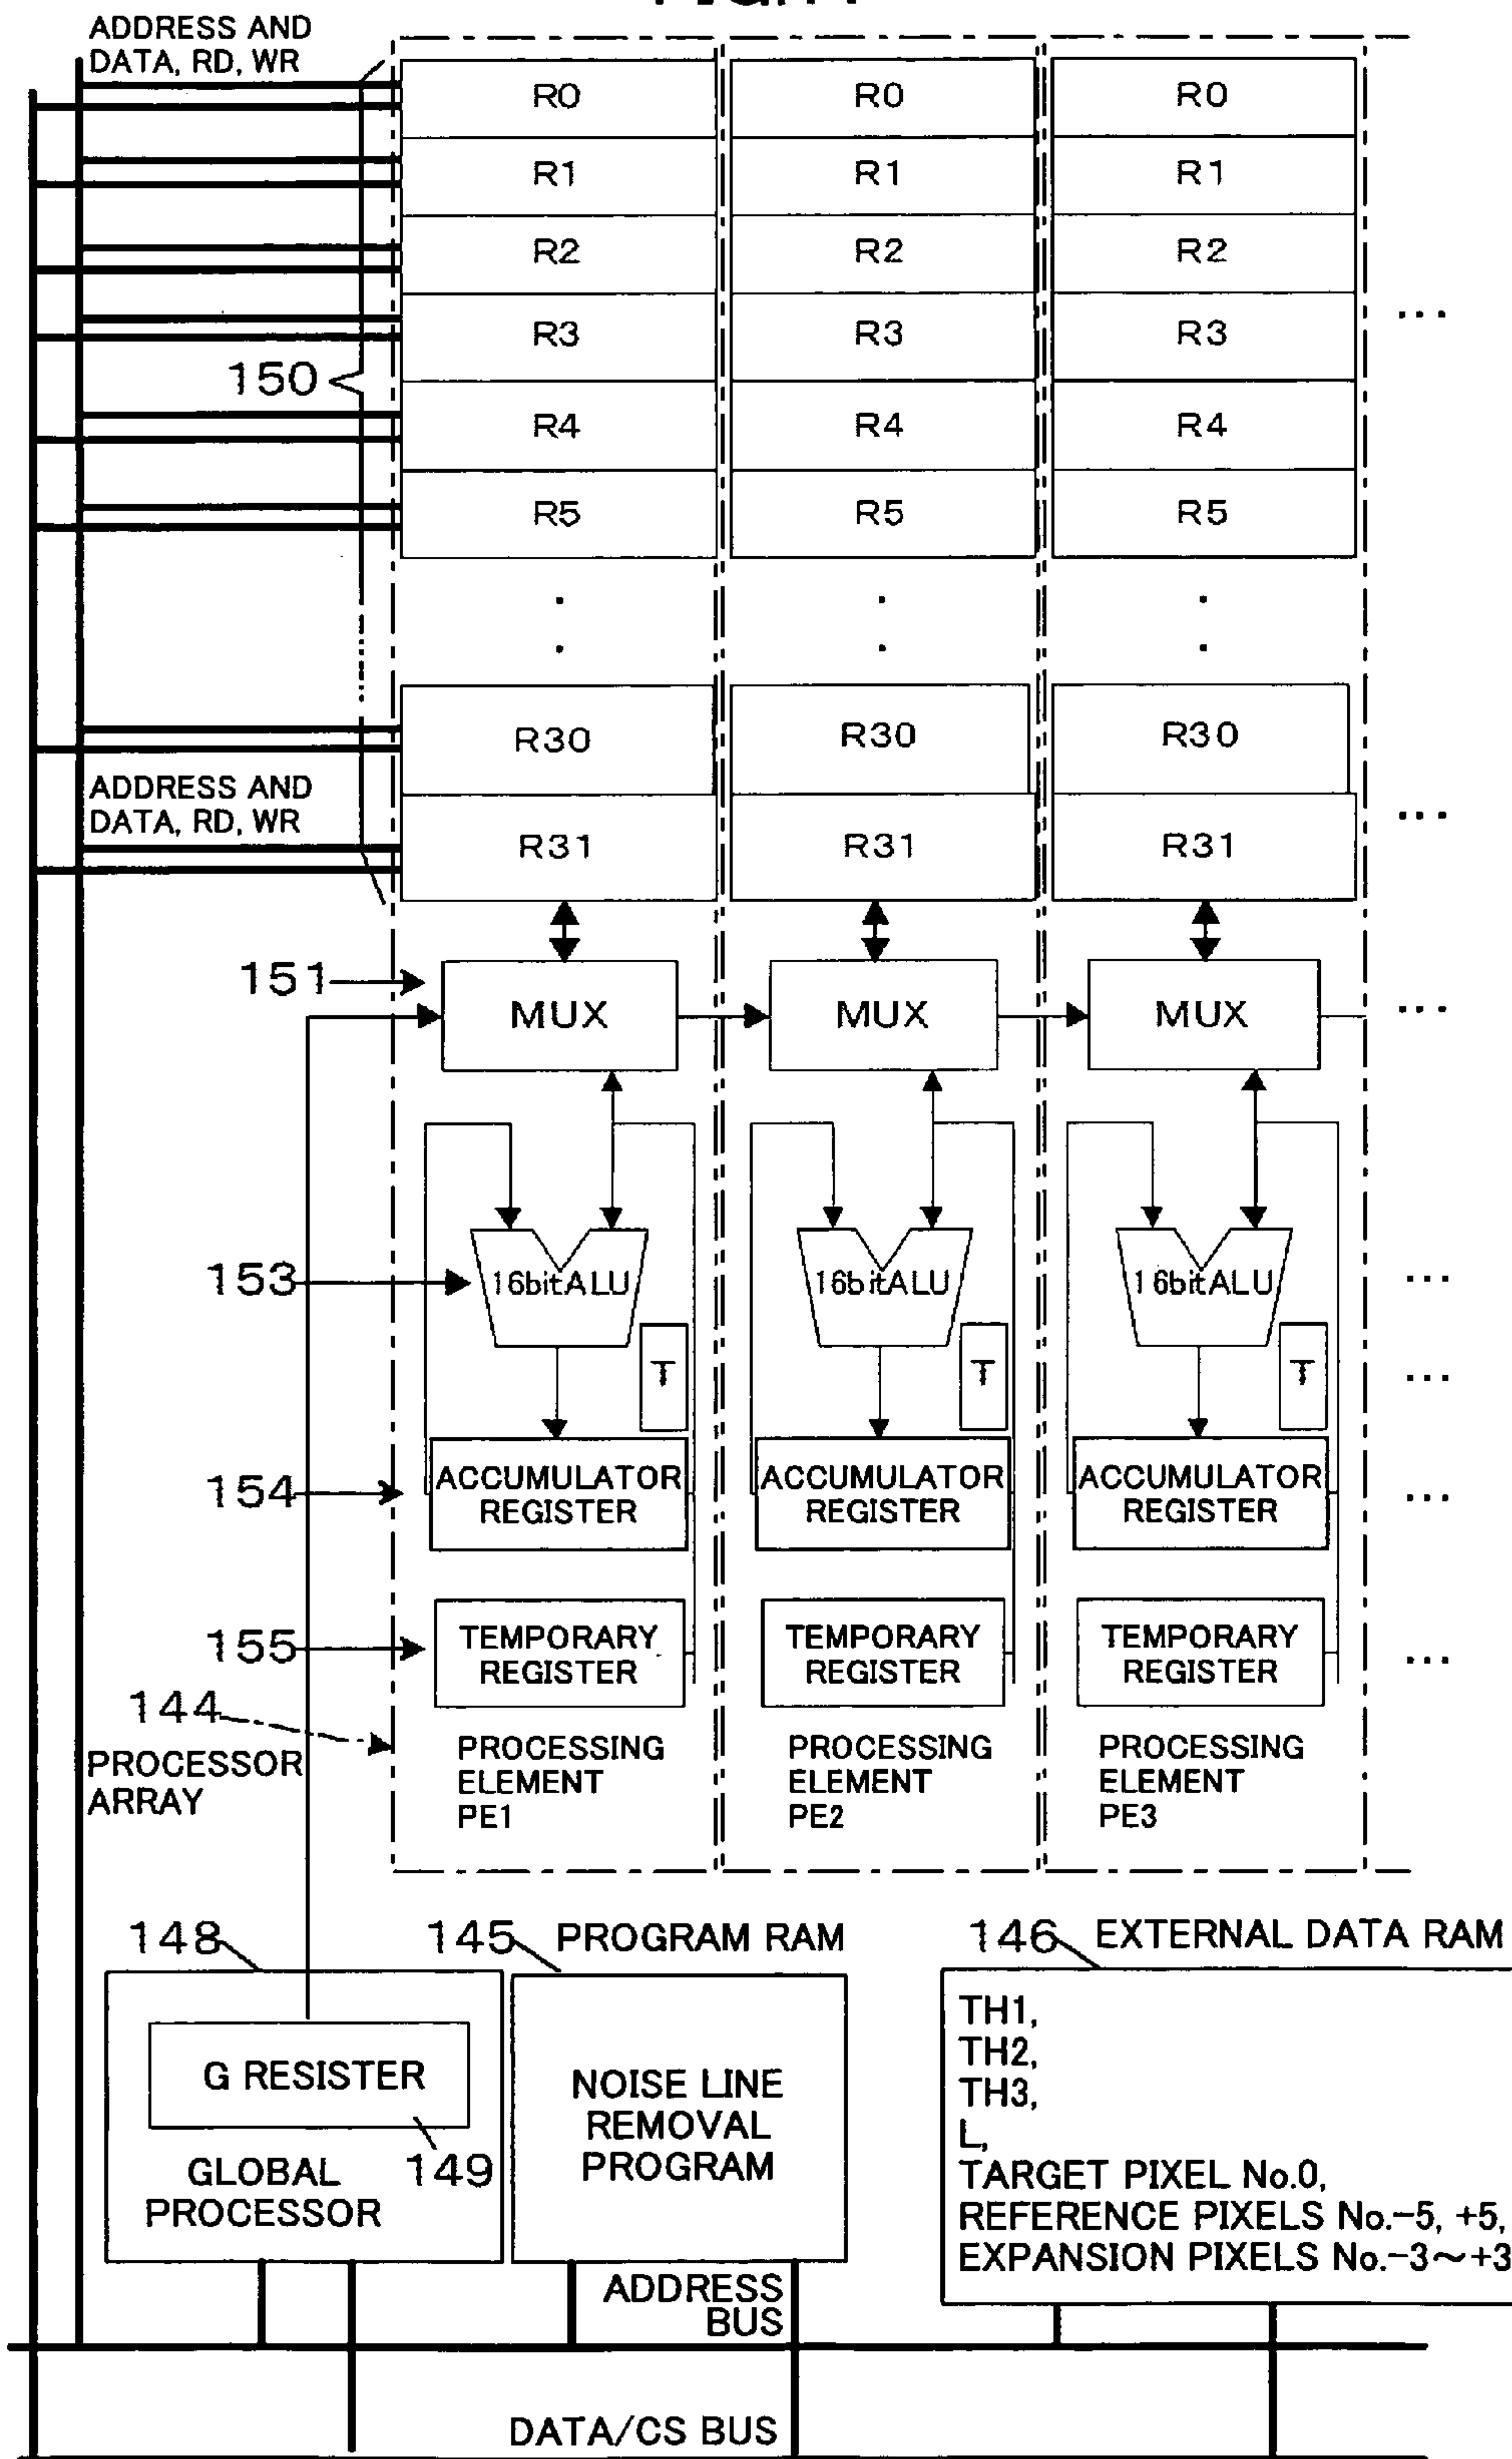 ADDRESS AND
DATA, RD, WR
R0 R0 R0
R1 R1 R1
R2 R2 R2
R3 R3 R3 ...
150
R4 R4 R4
R5 R5 R5
R30 R30 R30
ADDRESS AND
DATA, RD, WR
R31 R31 R31 ...
151
MUX MUX MUX ...
153
16bitALU 16bitALU 16bitALU ...
T T T ...
154
ACCUMULATOR ACCUMULATOR ACCUMULATOR
REGISTER REGISTER REGISTER ...
155
TEMPORARY TEMPORARY TEMPORARY
REGISTER REGISTER REGISTER ...
144
PROCESSOR
ARRAY
PROCESSING
ELEMENT
PE1
PROCESSING
ELEMENT
PE2
PROCESSING
ELEMENT
PE3
148
G RESISTER
149
GLOBAL
PROCESSOR
145 PROGRAM RAM
NOISE LINE
REMOVAL
PROGRAM
146 EXTERNAL DATA RAM
TH1,
TH2,
TH3,
L,
TARGET PIXEL No.0,
REFERENCE PIXELS No.-5, +5,
EXPANSION PIXELS No.-3～+3
ADDRESS
BUS
DATA/CS BUS